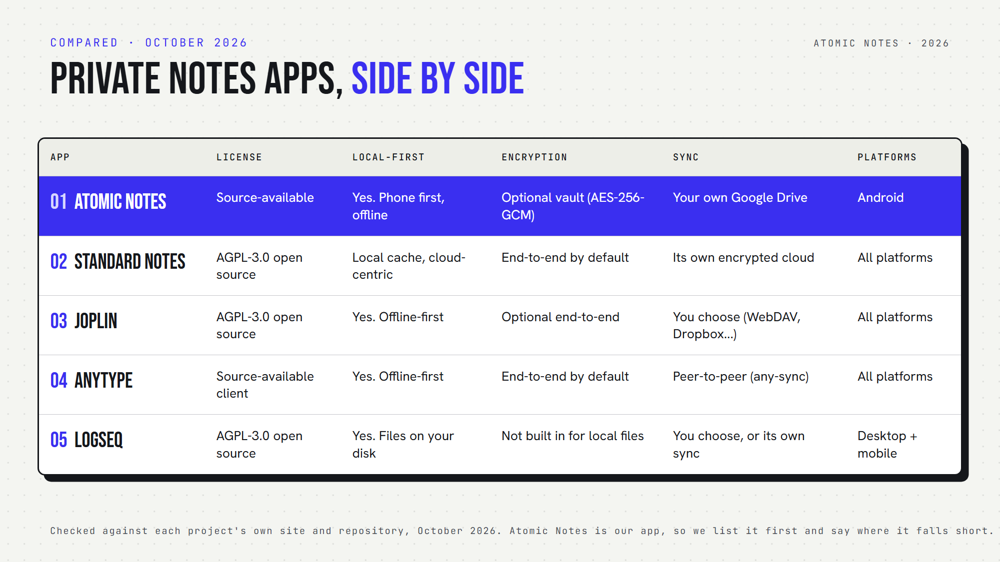 COMPARED · OCTOBER 2026
ATOMIC NOTES · 2026
PRIVATE NOTES APPS, SIDE BY SIDE
APP LICENSE LOCAL-FIRST ENCRYPTION SYNC PLATFORMS
01 ATOMIC NOTES Source-available Yes. Phone first, Optional vault (AES-256- Your own Google Drive Android
offline GCM)
02 STANDARD NOTES AGPL-3.0 open Local cache, cloud- End-to-end by default Its own encrypted cloud All platforms
source centric
03 JOPLIN AGPL-3.0 open Yes. Offline-first Optional end-to-end You choose (WebDAV, All platforms
source Dropbox...)
04 ANYTYPE Source-available Yes. Offline-first End-to-end by default Peer-to-peer (any-sync) All platforms
client
05 LOGSEQ AGPL-3.0 open Yes. Files on your Not built in for local files You choose, or its own Desktop +
source disk sync mobile
Checked against each project's own site and repository, October 2026. Atomic Notes is our app, so we list it first and say where it falls short.